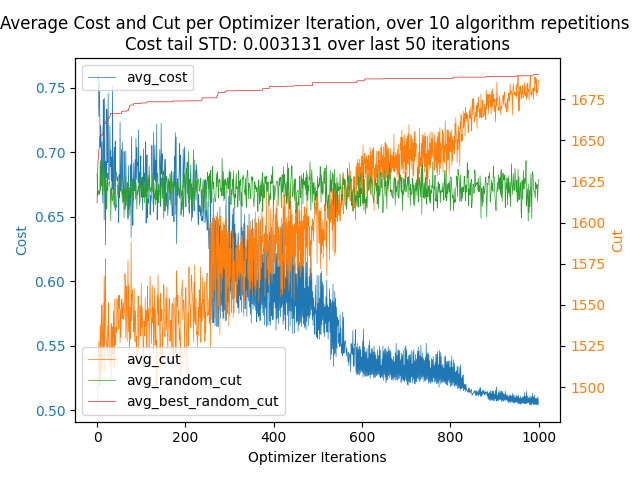 Average Cost and Cut per Optimizer Iteration, over 10 algorithm repetitions
Cost tail STD: 0.003131 over last 50 iterations
avg_cost
0.75
0.70
0.65
0.60
0.55
0.50
Cost
1675
1650
1625
1600
1575
1550
1525
1500
Cut
avg_cut
avg_random_cut
avg_best_random_cut
0
200
400
600
800
1000
Optimizer Iterations